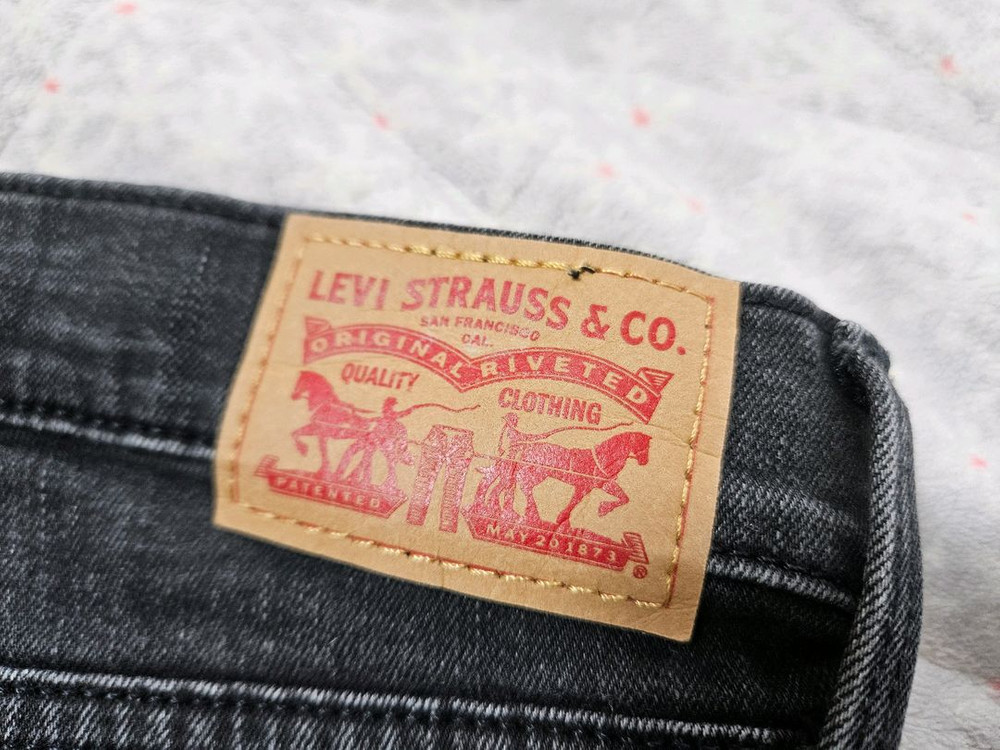 LEVI STRAUSS & CO.
SAN FRANCISCO
CAL.
ORIGINAL RIVETED
QUALITY
CLOTHING
PATENTED
MAY 20 1873
®